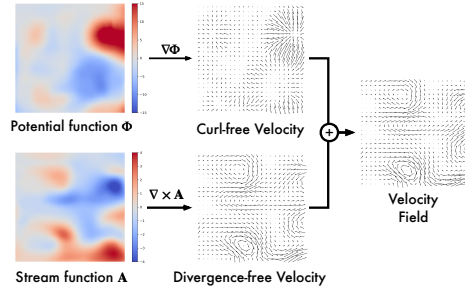 ∇Φ
Potential function Φ
Curl-free Velocity
+
∇ × A
Velocity
Field
Stream function A
Divergence-free Velocity